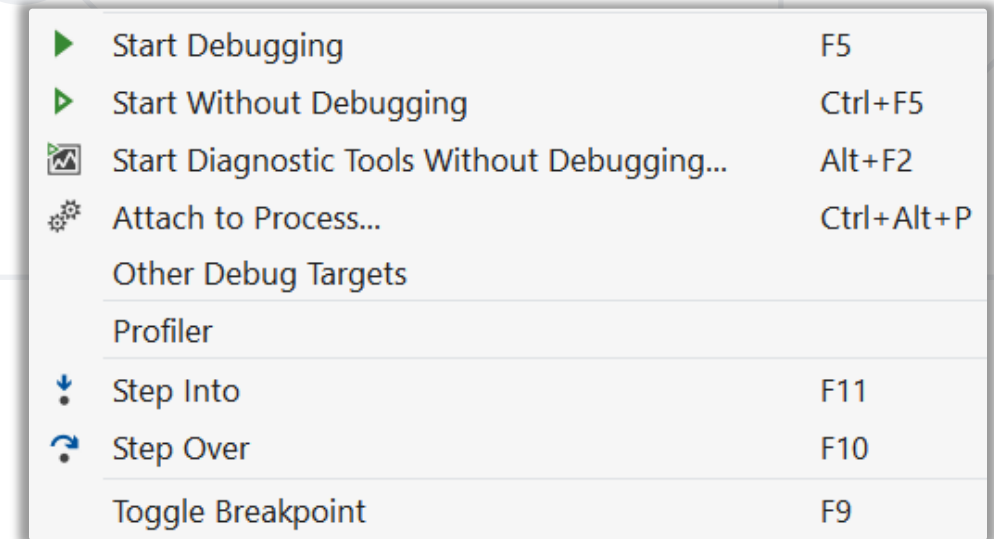 Start Debugging F5
Start Without Debugging Ctrl+F5
Start Diagnostic Tools Without Debugging... Alt+F2
Attach to Process... Ctrl+Alt+P
Other Debug Targets
Profiler
Step Into F11
Step Over F10
Toggle Breakpoint F9